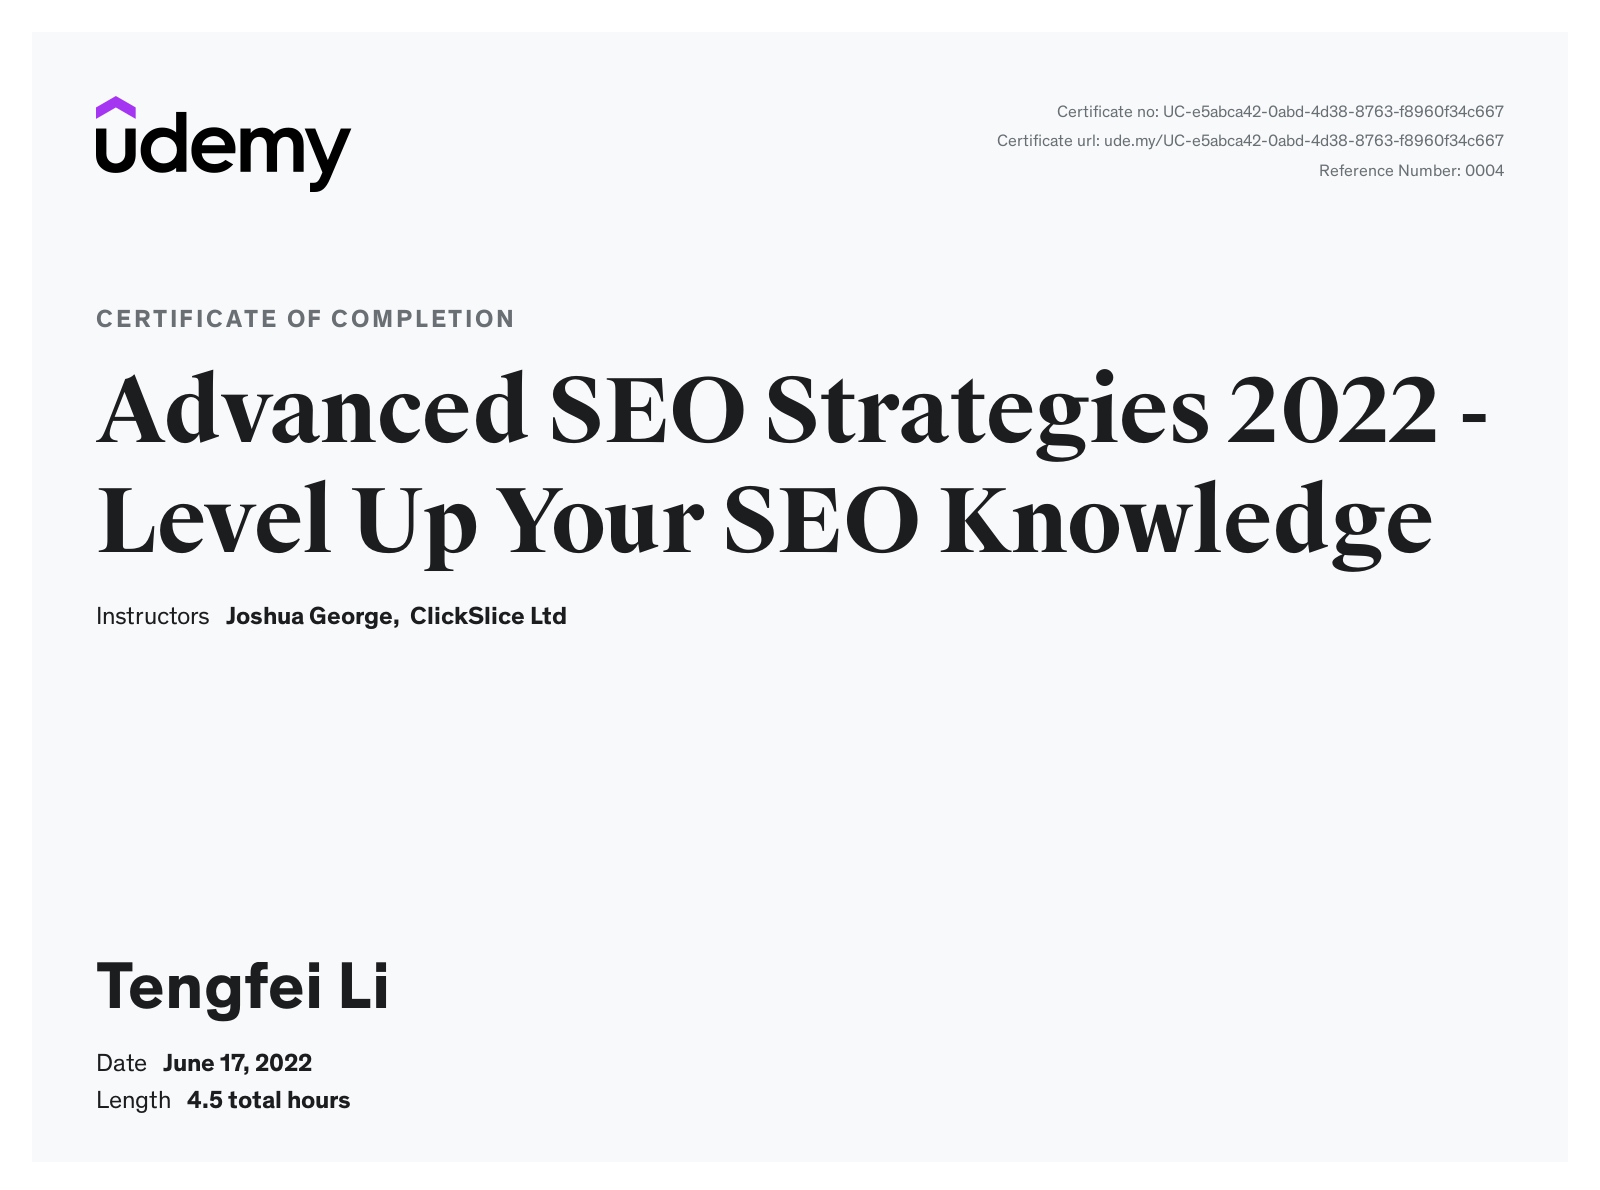 udemy
Certificate no: UC-e5abca42-0abd-4d38-8763-f8960f34c667
Certificate url: ude.my/UC-e5abca42-0abd-4d38-8763-f8960f34c667
Reference Number: 0004
CERTIFICATE OF COMPLETION
Advanced SEO Strategies 2022 -
Level Up Your SEO Knowledge
Instructors Joshua George, ClickSlice Ltd
Tengfei Li
Date June 17, 2022
Length 4.5 total hours